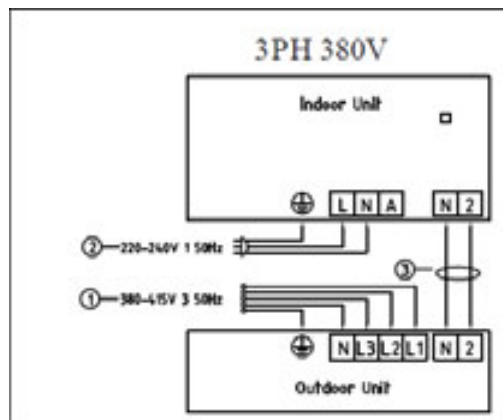 3PH 380V
Indoor Unit
L N A N 2
② 220-240V 1 50Hz
③
① 380-415V 3 50Hz
N L3 L2 L1 N 2
Outdoor Unit